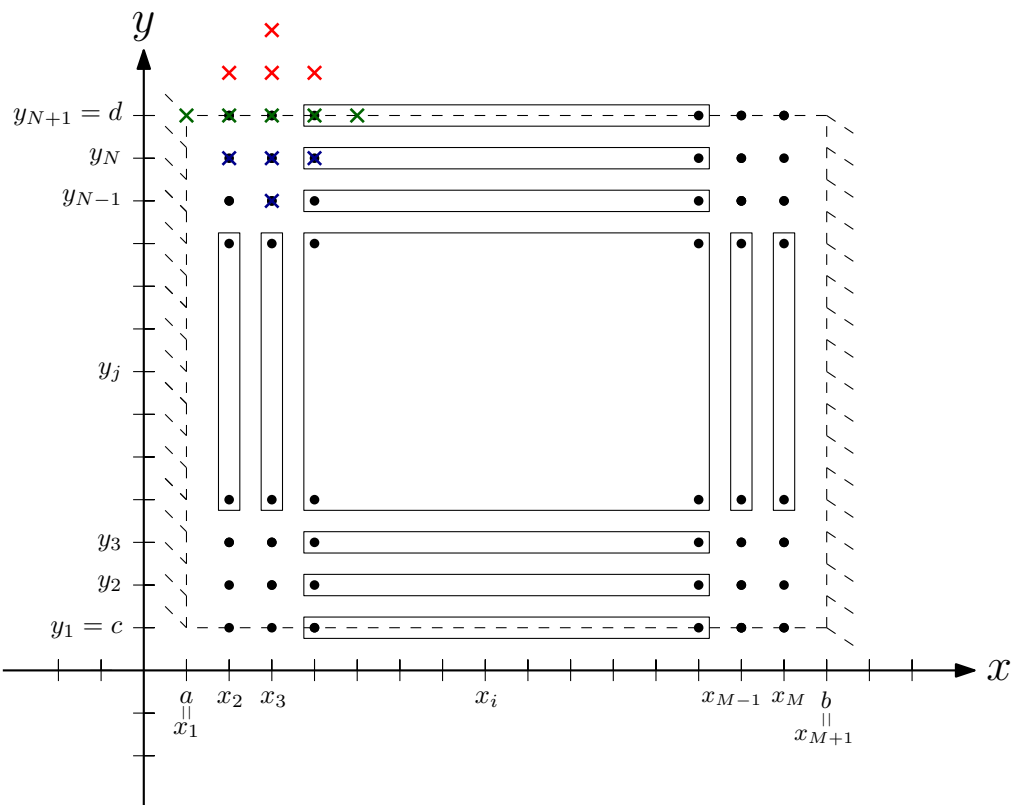 y
y_{N+1} = d
y_N
y_{N-1}
y_j
y_3
y_2
y_1 = c
x
a x_2 x_3 x_i x_{M-1} x_M b
=
=
x_1 x_{M+1}